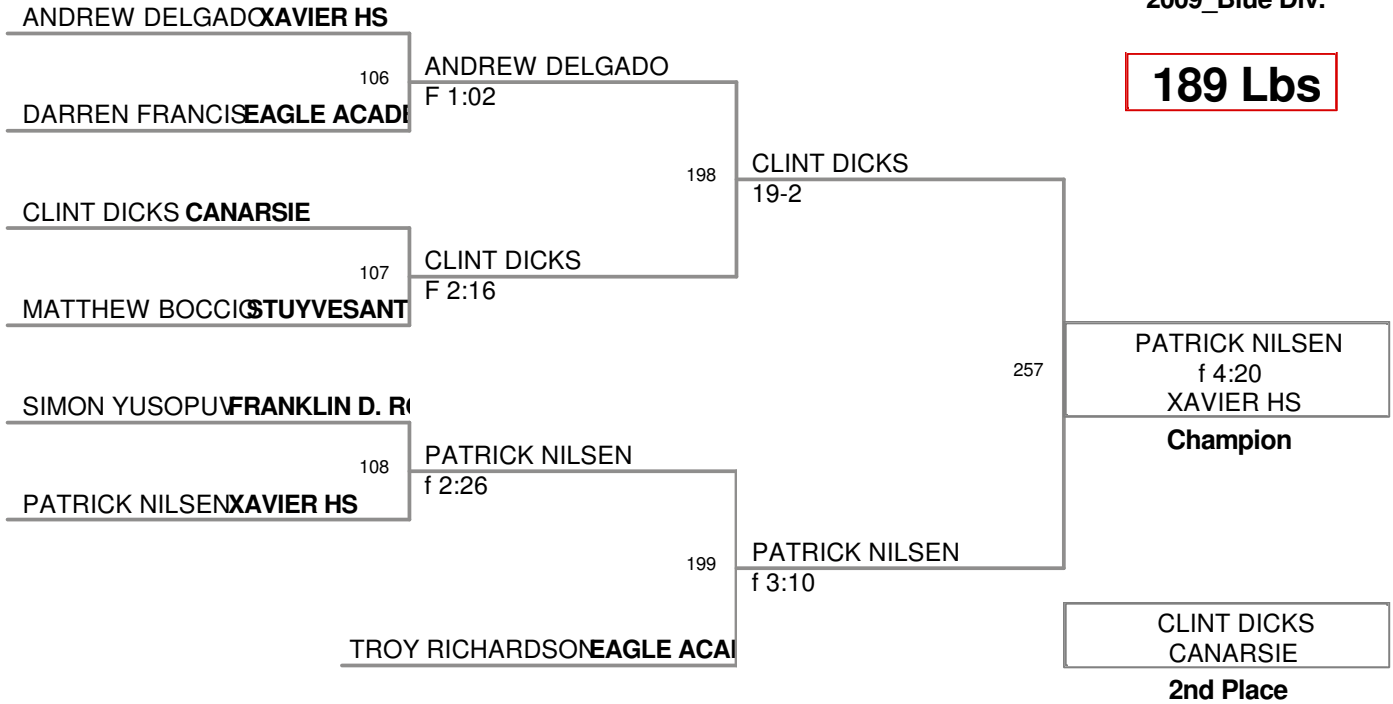 2009_Blue Div.
189 Lbs
ANDREW DELGADO XAVIER HS
106
ANDREW DELGADO
F 1:02
DARREN FRANCIS EAGLE ACADE
198
CLINT DICKS
19-2
CLINT DICKS CANARSIE
107
CLINT DICKS
F 2:16
MATTHEW BOCCIO STUYVESANT
257
PATRICK NILSEN
f 4:20
XAVIER HS
Champion
SIMON YUSOPUV FRANKLIN D. RO
108
PATRICK NILSEN
f 2:26
PATRICK NILSEN XAVIER HS
199
PATRICK NILSEN
f 3:10
TROY RICHARDSON EAGLE ACAI
CLINT DICKS
CANARSIE
2nd Place